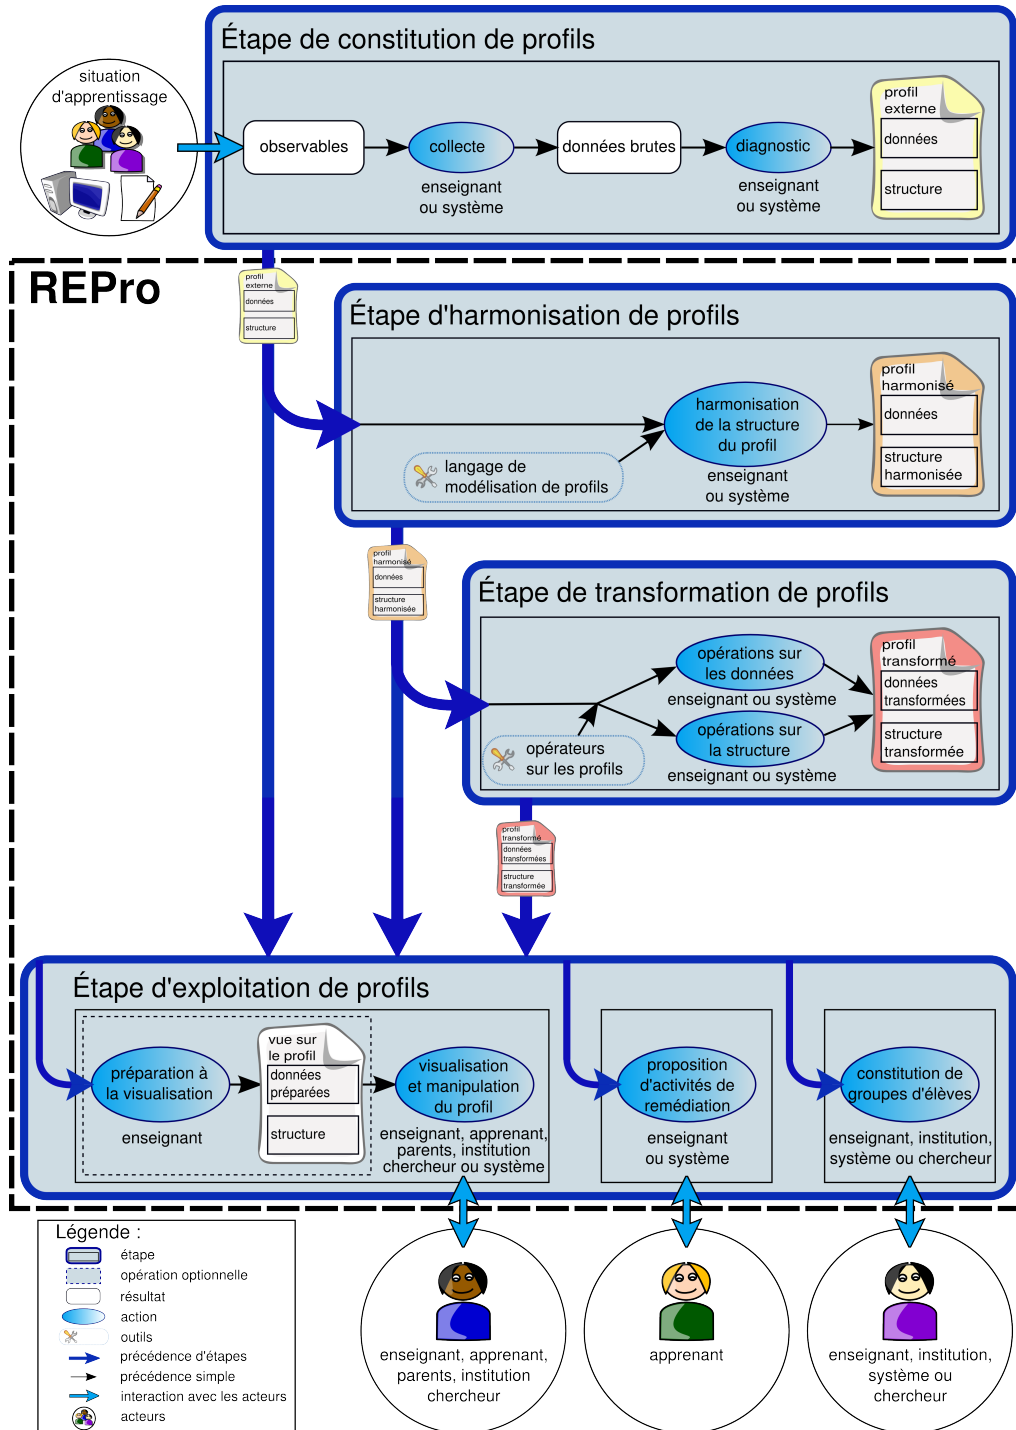 Étape de constitution de profils
situation
d'apprentissage
observables
collecte
enseignant
ou système
données brutes
diagnostic
enseignant
ou système
profil
externe
données
structure
REPro
profil
externe
données
structure
Étape d'harmonisation de profils
harmonisation
de la structure
du profil
enseignant
ou système
langage de
modélisation de profils
profil
harmonisé
données
structure
harmonisée
profil
harmonisé
données
structure
harmonisée
Étape de transformation de profils
opérations sur
les données
enseignant ou système
opérations sur
la structure
enseignant ou système
opérateurs
sur les profils
profil
transformé
données
transformées
structure
transformée
profil
transformé
données
transformées
structure
transformée
Étape d'exploitation de profils
préparation à
la visualisation
enseignant
vue sur
le profil
données
préparées
structure
visualisation
et manipulation
du profil
enseignant, apprenant,
parents, institution
chercheur ou système
proposition
d'activités de
remédiation
enseignant
ou système
constitution de
groupes d'élèves
enseignant, institution,
système ou chercheur
Légende :
étape
opération optionnelle
résultat
action
outils
précédence d'étapes
précédence simple
interaction avec les acteurs
acteurs
enseignant, apprenant,
parents, institution
chercheur
apprenant
enseignant, institution,
système ou
chercheur